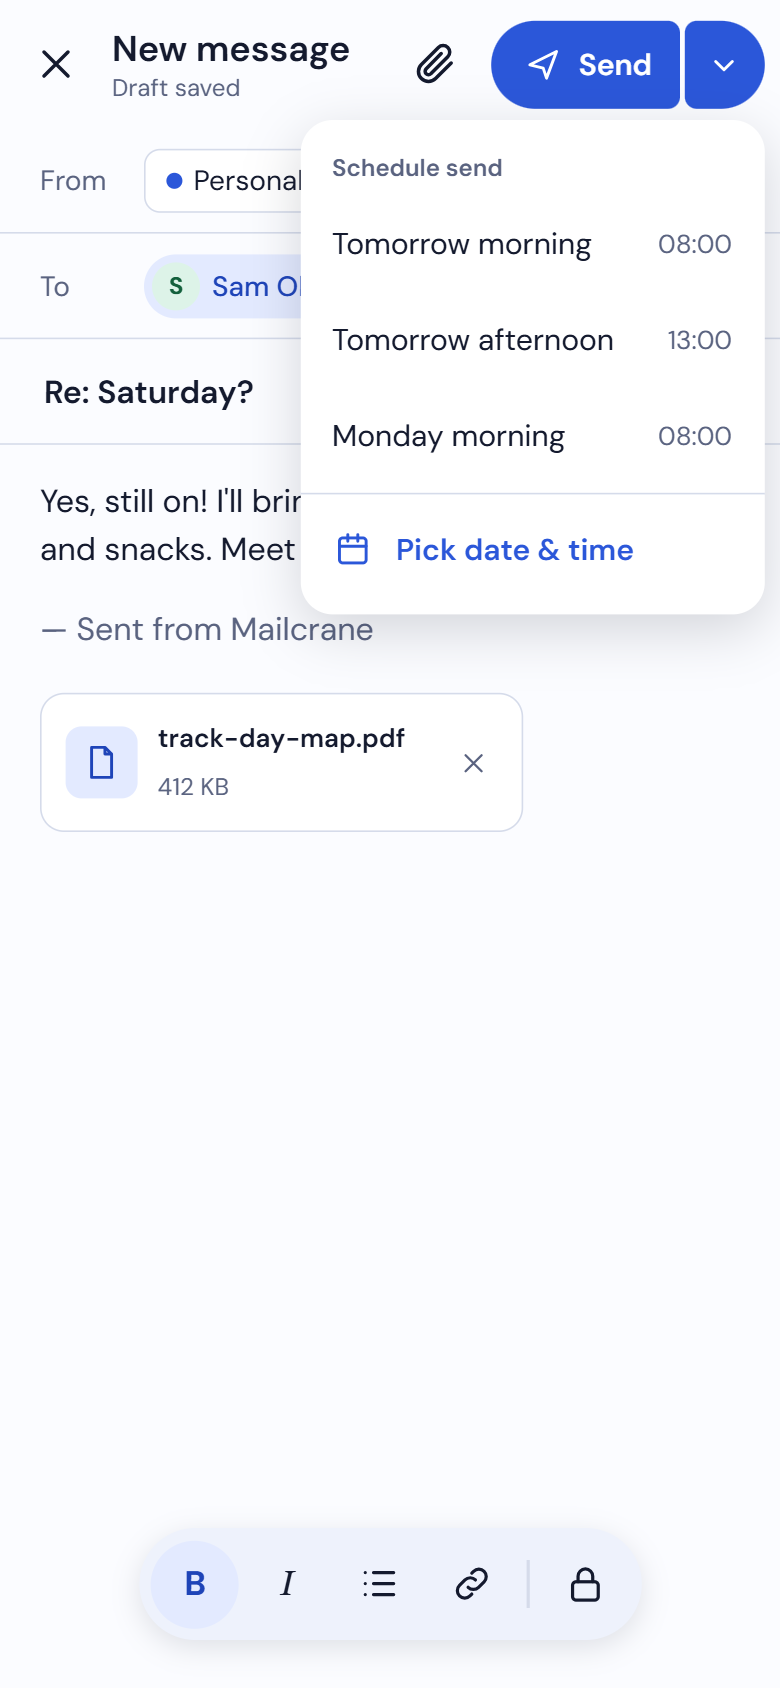 New message
Draft saved
Send
Schedule send
From
Personal
Tomorrow morning 08:00
To
S
Sam
Tomorrow afternoon 13:00
Re: Saturday?
Monday morning 08:00
Yes, still on! I'll
and snacks. Meet
Pick date & time
— Sent from Mailcrane
track-day-map.pdf
412 KB
B I